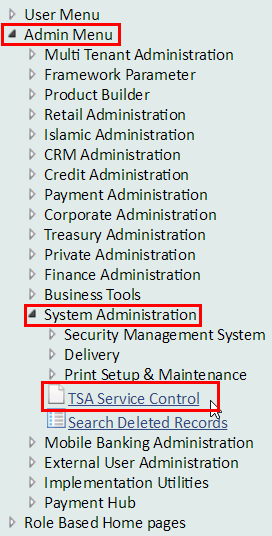 User Menu
Admin Menu
Multi Tenant Administration
Framework Parameter
Product Builder
Retail Administration
Islamic Administration
CRM Administration
Credit Administration
Payment Administration
Corporate Administration
Treasury Administration
Private Administration
Finance Administration
Business Tools
System Administration
Security Management System
Delivery
Print Setup & Maintenance
TSA Service Control
Search Deleted Records
Mobile Banking Administration
External User Administration
Implementation Utilities
Payment Hub
Role Based Home pages